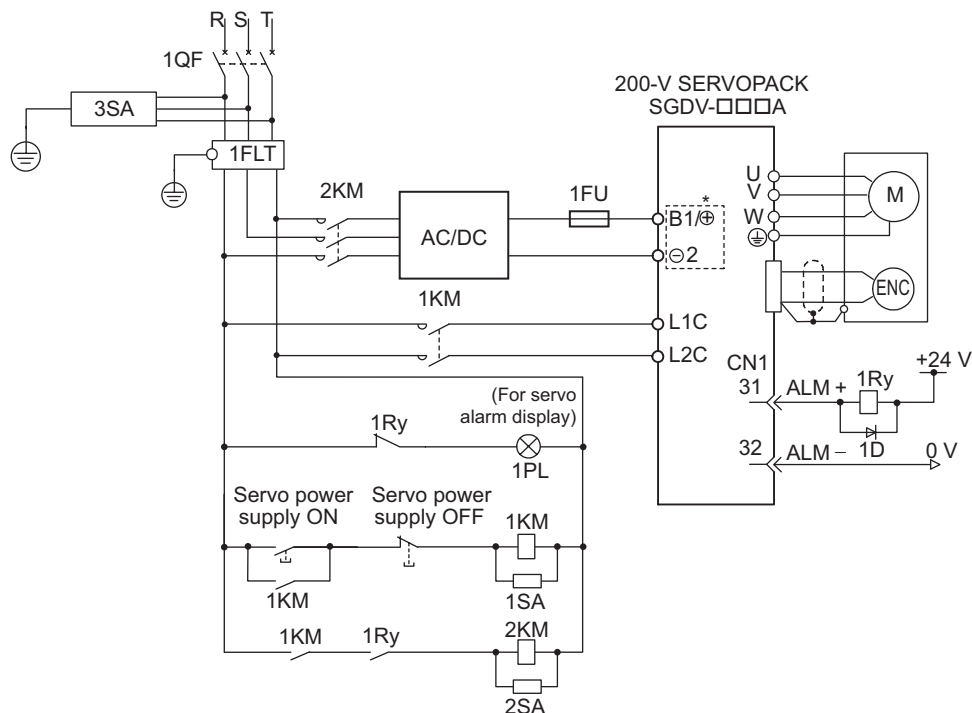 R S T
1QF
3SA
1FLT
200-V SERVOPACK
SGDV-□□□A
2KM
AC/DC
1FU
*
B1/⊕
⊖ 2
U
V
W
M
ENC
1KM
L1C
L2C
CN1
31
ALM +
1Ry
+24 V
1D
32
ALM −
0 V
(For servo
alarm display)
1Ry
1PL
Servo power
supply ON
Servo power
supply OFF
1KM
1KM
1SA
1KM
1Ry
2KM
2SA